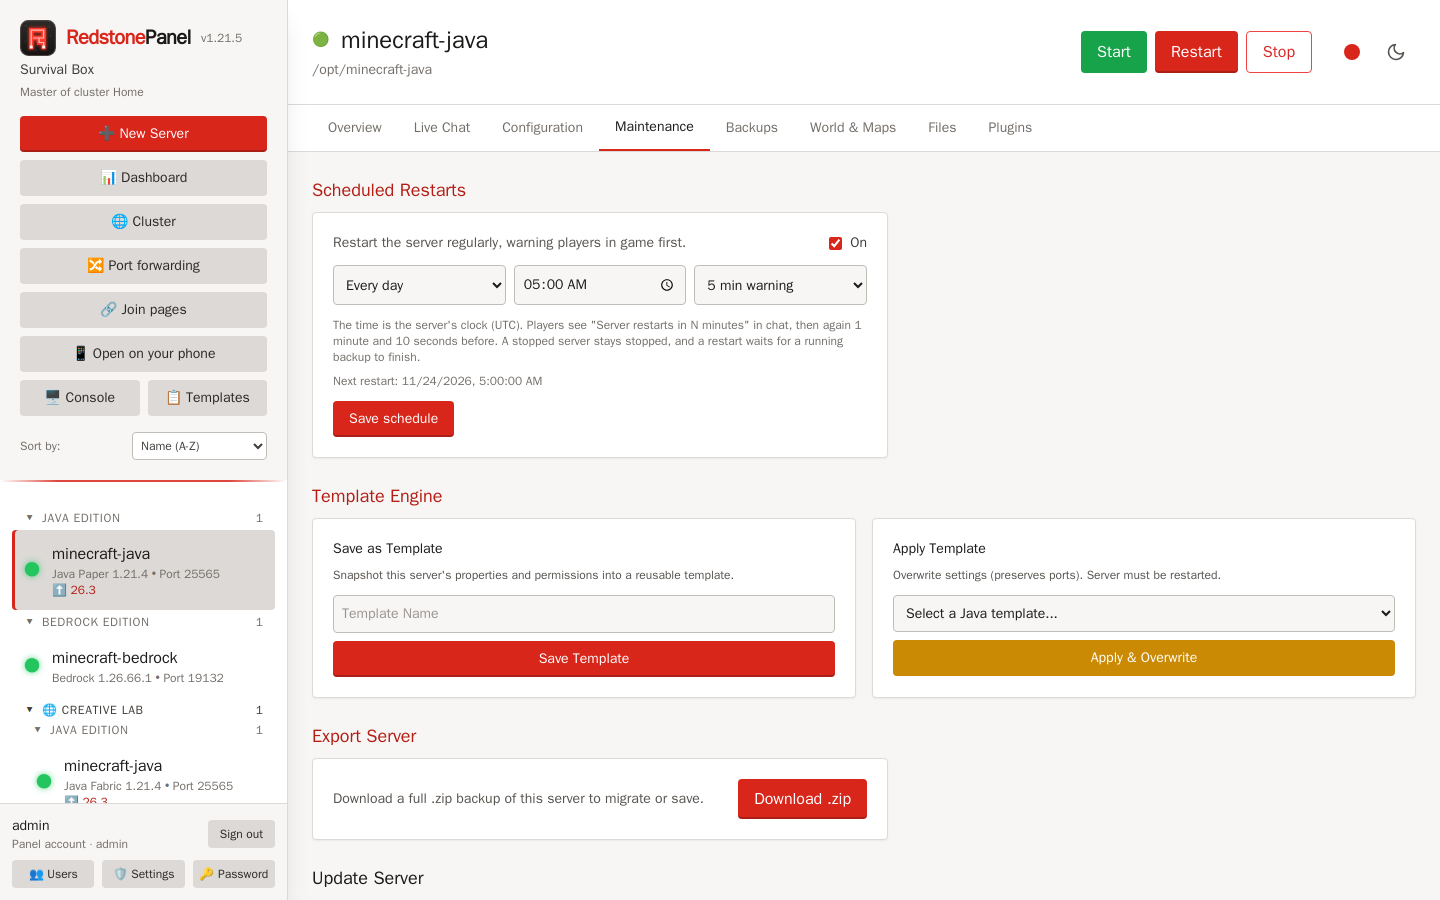 RedstonePanel v1.21.5
Survival Box
Master of cluster Home
➕ New Server
📊 Dashboard
🌐 Cluster
🔀 Port forwarding
🔗 Join pages
📱 Open on your phone
🖥️ Console
📋 Templates
Sort by:
Name (A-Z)
▼ JAVA EDITION 1
minecraft-java
Java Paper 1.21.4 • Port 25565
⬆️ 26.3
▼ BEDROCK EDITION 1
minecraft-bedrock
Bedrock 1.26.66.1 • Port 19132
▼ 🌐 CREATIVE LAB 1
▼ JAVA EDITION 1
minecraft-java
Java Fabric 1.21.4 • Port 25565
⬆️ 26.3
admin
Panel account · admin
Sign out
👥 Users
🛡️ Settings
🔑 Password
minecraft-java
/opt/minecraft-java
Start
Restart
Stop
Overview
Live Chat
Configuration
Maintenance
Backups
World & Maps
Files
Plugins
Scheduled Restarts
Restart the server regularly, warning players in game first.
On
Every day
05:00 AM
5 min warning
The time is the server's clock (UTC). Players see "Server restarts in N minutes" in chat, then again 1
minute and 10 seconds before. A stopped server stays stopped, and a restart waits for a running
backup to finish.
Next restart: 11/24/2026, 5:00:00 AM
Save schedule
Template Engine
Save as Template
Snapshot this server's properties and permissions into a reusable template.
Template Name
Save Template
Apply Template
Overwrite settings (preserves ports). Server must be restarted.
Select a Java template...
Apply & Overwrite
Export Server
Download a full .zip backup of this server to migrate or save.
Download .zip
Update Server